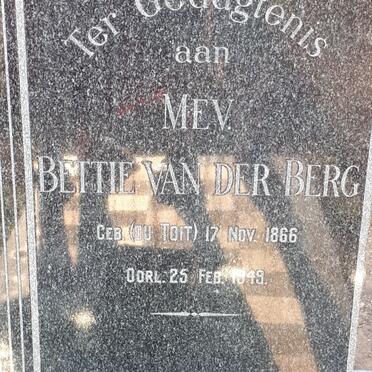 Ter Gedagtenis
aan
MEV.
BETTIE VAN DER BERG
GEB (DU TOIT) 17 NOV. 1866
OORL. 25 FEB. 1949.